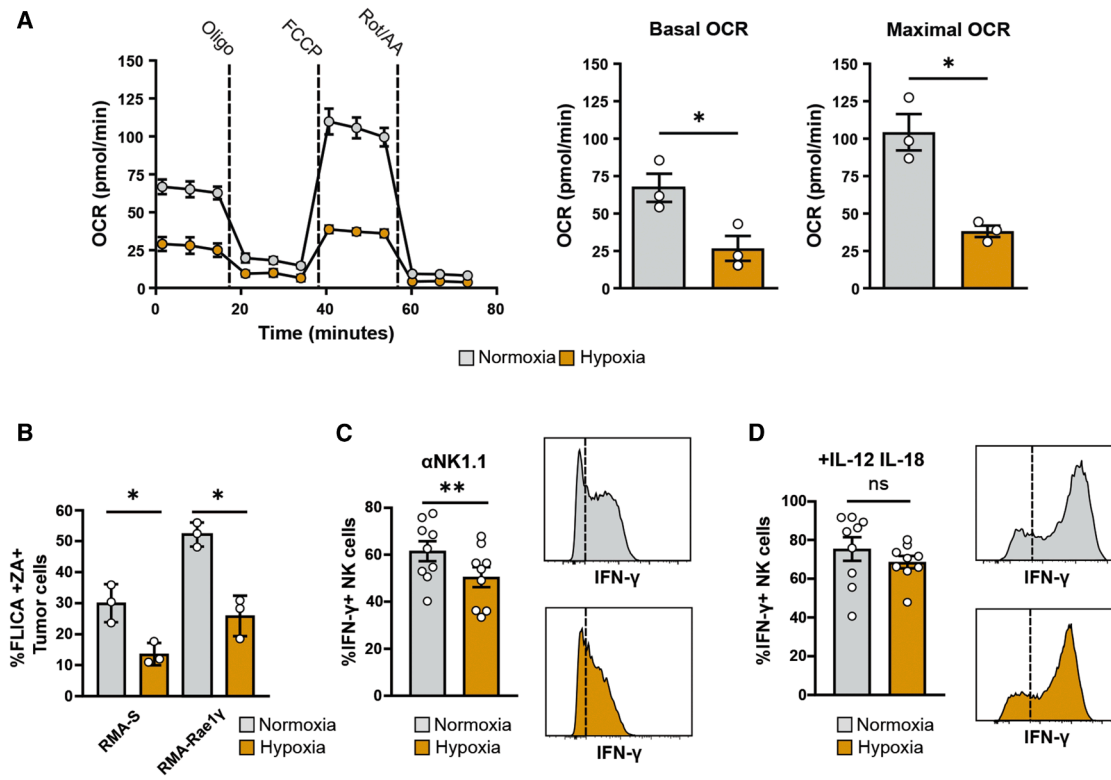 A
Oligo
FCCP
Rot/AA
OCR (pmol/min)
150
125
100
75
50
25
0
0 20 40 60 80
Time (minutes)
Basal OCR
OCR (pmol/min)
150
125
100
75
50
25
0
*
Maximal OCR
OCR (pmol/min)
150
125
100
75
50
25
0
*
Normoxia Hypoxia
B
%FLICA +ZA+
Tumor cells
60
50
40
30
20
10
0
* *
RMA-S
RMA-Rae1γ
Normoxia
Hypoxia
C
αNK1.1
**
%IFN-γ+ NK cells
80
60
40
20
0
Normoxia
Hypoxia
IFN-γ
IFN-γ
D
+IL-12 IL-18
ns
%IFN-γ+ NK cells
100
80
60
40
20
0
Normoxia
Hypoxia
IFN-γ
IFN-γ